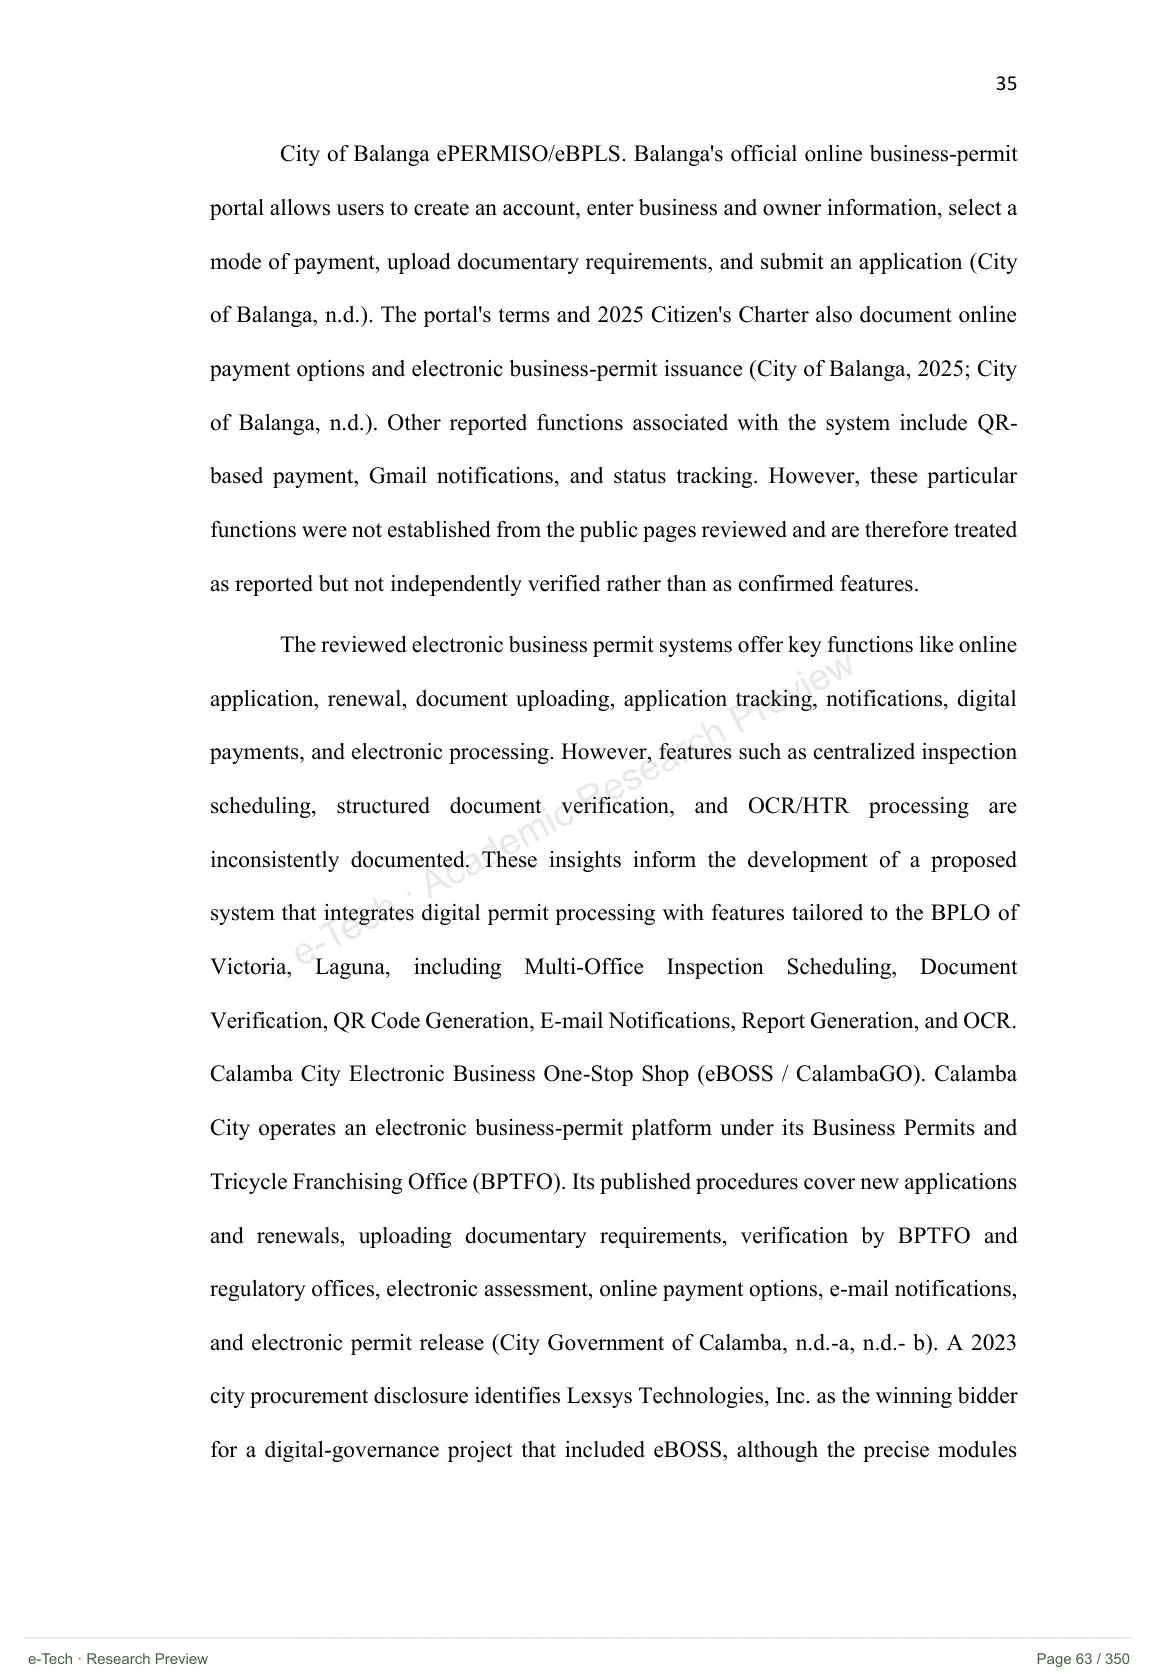 35
City of Balanga ePERMISO/eBPLS. Balanga's official online business-permit
portal allows users to create an account, enter business and owner information, select a
mode of payment, upload documentary requirements, and submit an application (City
of Balanga, n.d.). The portal's terms and 2025 Citizen's Charter also document online
payment options and electronic business-permit issuance (City of Balanga, 2025; City
of Balanga, n.d.). Other reported functions associated with the system include QR-
based payment, Gmail notifications, and status tracking. However, these particular
functions were not established from the public pages reviewed and are therefore treated
as reported but not independently verified rather than as confirmed features.
The reviewed electronic business permit systems offer key functions like online
application, renewal, document uploading, application tracking, notifications, digital
payments, and electronic processing. However, features such as centralized inspection
scheduling, structured document verification, and OCR/HTR processing are
inconsistently documented. These insights inform the development of a proposed
system that integrates digital permit processing with features tailored to the BPLO of
Victoria, Laguna, including Multi-Office Inspection Scheduling, Document
Verification, QR Code Generation, E-mail Notifications, Report Generation, and OCR.
Calamba City Electronic Business One-Stop Shop (eBOSS / CalambaGO). Calamba
City operates an electronic business-permit platform under its Business Permits and
Tricycle Franchising Office (BPTFO). Its published procedures cover new applications
and renewals, uploading documentary requirements, verification by BPTFO and
regulatory offices, electronic assessment, online payment options, e-mail notifications,
and electronic permit release (City Government of Calamba, n.d.-a, n.d.- b). A 2023
city procurement disclosure identifies Lexsys Technologies, Inc. as the winning bidder
for a digital-governance project that included eBOSS, although the precise modules
e-Tech · Academic Research Preview
e-Tech · Research Preview
Page 63 / 350